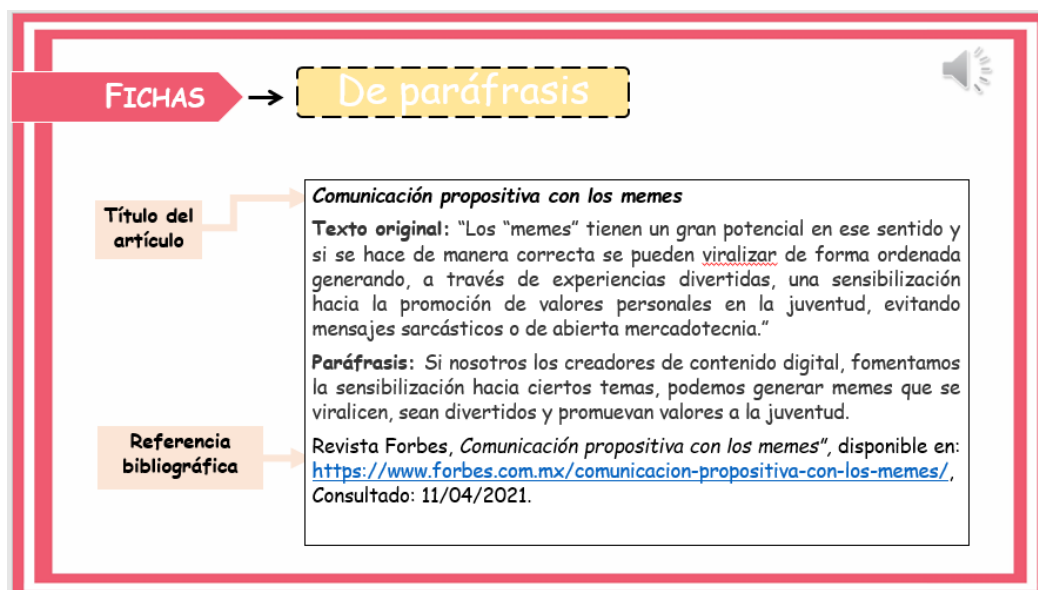 FICHAS
De paráfrasis
Título del
artículo
Comunicación propositiva con los memes
Texto original: “Los “memes” tienen un gran potencial en ese sentido y
si se hace de manera correcta se pueden viralizar de forma ordenada
generando, a través de experiencias divertidas, una sensibilización
hacia la promoción de valores personales en la juventud, evitando
mensajes sarcásticos o de abierta mercadotecnia.”
Paráfrasis: Si nosotros los creadores de contenido digital, fomentamos
la sensibilización hacia ciertos temas, podemos generar memes que se
viralicen, sean divertidos y promuevan valores a la juventud.
Referencia
bibliográfica
Revista Forbes, Comunicación propositiva con los memes”, disponible en:
https://www.forbes.com.mx/comunicacion-propositiva-con-los-memes/,
Consultado: 11/04/2021.